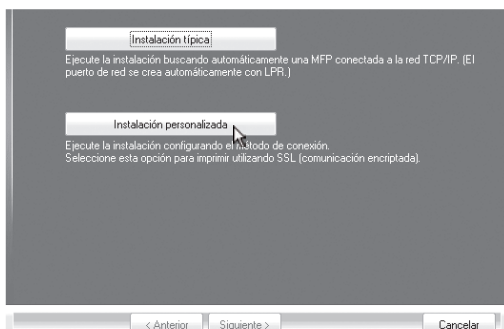 Instalación típica
Ejecute la instalación buscando automáticamente una MFP conectada a la red TCP/IP. (El
puerto de red se crea automáticamente con LPR.)
Instalación personalizada
Ejecute la instalación configurando el método de conexión.
Seleccione esta opción para imprimir utilizando SSL (comunicación encriptada).
< Anterior
Siguiente >
Cancelar